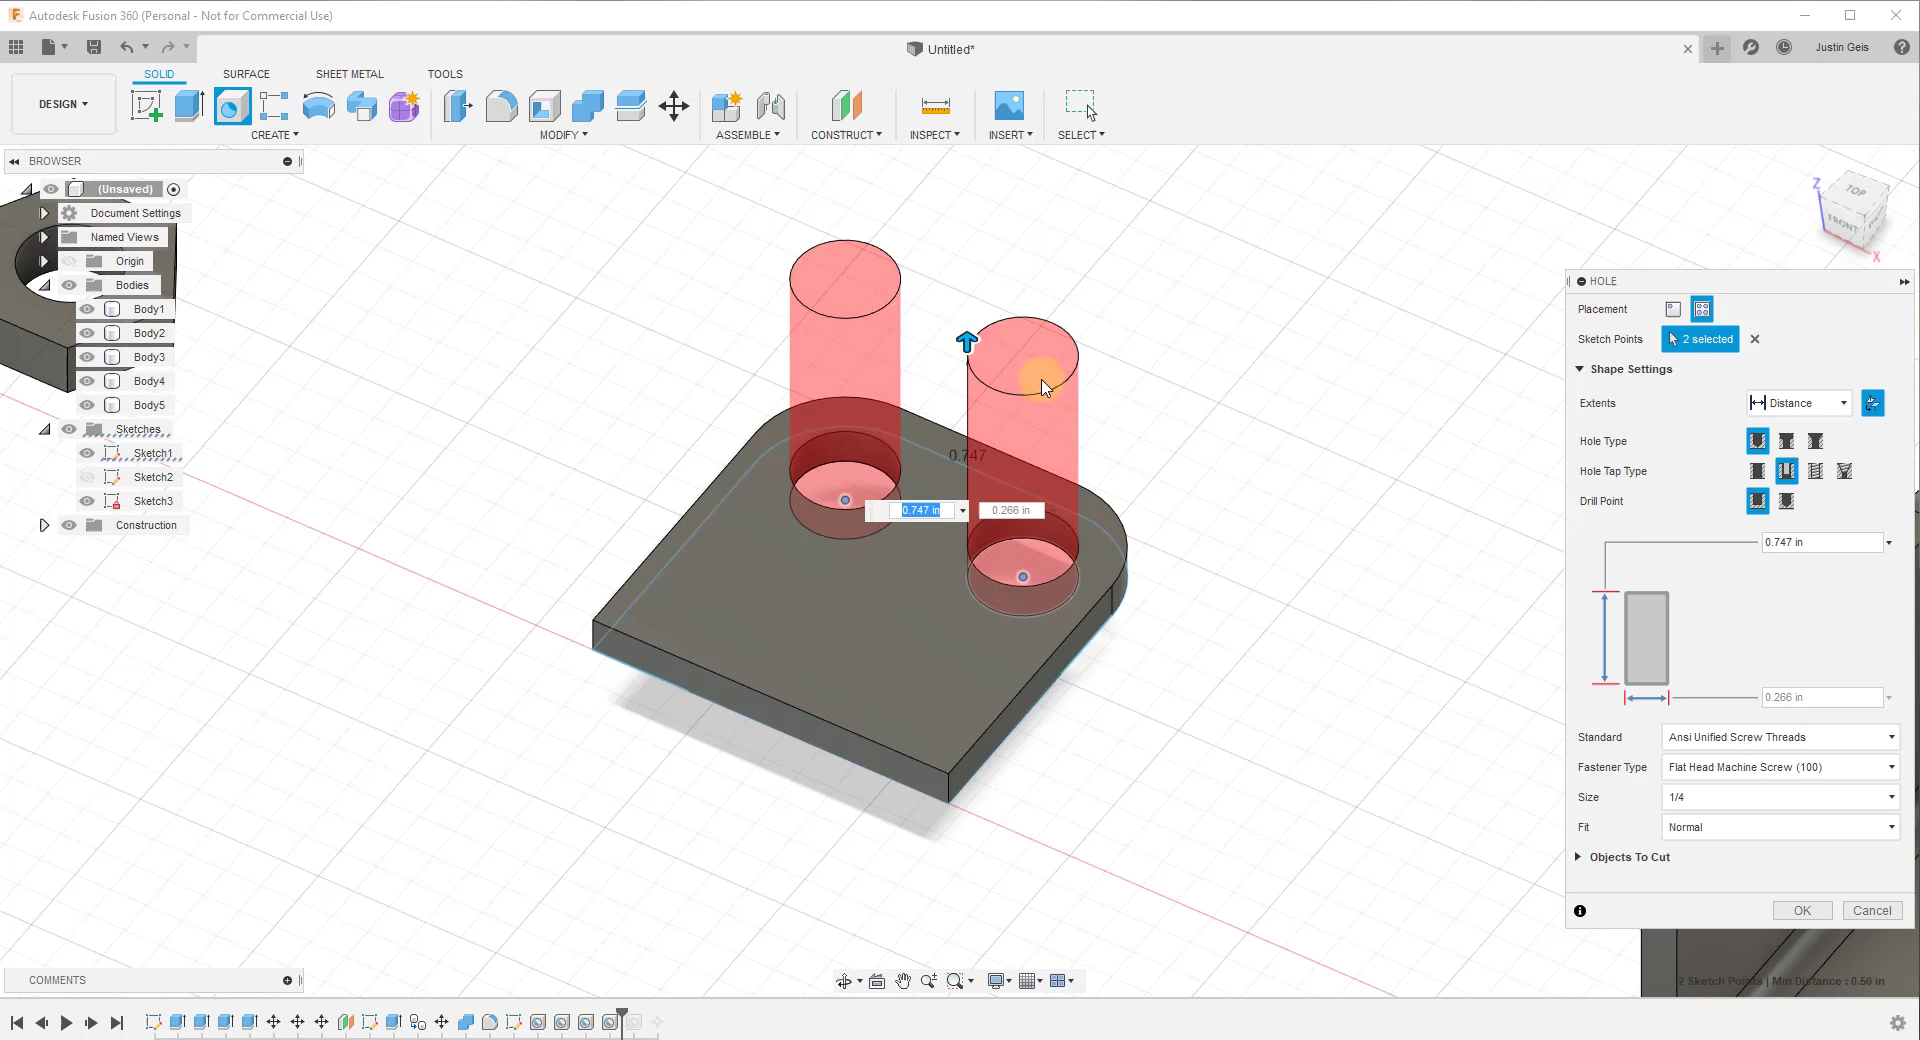 Autodesk Fusion 360 (Personal - Not for Commercial Use)
Untitled*
Justin Geis
DESIGN
SOLID
SURFACE
SHEET METAL
TOOLS
CREATE
MODIFY
ASSEMBLE
CONSTRUCT
INSPECT
INSERT
SELECT
BROWSER
(Unsaved)
Document Settings
Named Views
Origin
Bodies
Body1
Body2
Body3
Body4
Body5
Sketches
Sketch1
Sketch2
Sketch3
Construction
0.747
0.747 in
0.266 in
Z
TOP
FRONT
X
HOLE
Placement
Sketch Points
2 selected
Shape Settings
Extents
Distance
Hole Type
Hole Tap Type
Drill Point
0.747 in
0.266 in
Standard
Ansi Unified Screw Threads
Fastener Type
Flat Head Machine Screw (100)
Size
1/4
Fit
Normal
Objects To Cut
OK
Cancel
2 Sketch Points | Min Distance : 0.50 in
COMMENTS